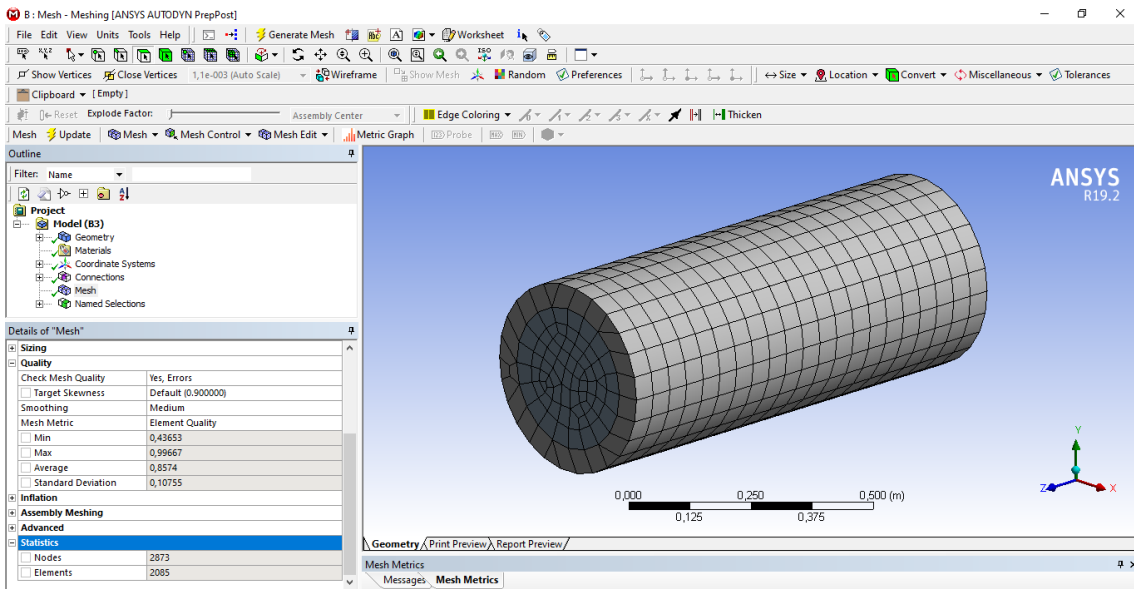 B : Mesh - Meshing [ANSYS AUTODYN PrepPost]
File Edit View Units Tools Help Generate Mesh A Worksheet
Show Vertices Close Vertices 1,1e-003 (Auto Scale) Wireframe Show Mesh Random Preferences Size Location Convert Miscellaneous Tolerances
Clipboard [ Empty ]
Reset Explode Factor: Assembly Center Edge Coloring Thicken
Mesh Update Mesh Mesh Control Mesh Edit Metric Graph Probe
Outline
Filter: Name
Project
Model (B3)
Geometry
Materials
Coordinate Systems
Connections
Mesh
Named Selections
Details of "Mesh"
Sizing
Quality
Check Mesh Quality Yes, Errors
Target Skewness Default (0.900000)
Smoothing Medium
Mesh Metric Element Quality
Min 0,43653
Max 0,99667
Average 0,8574
Standard Deviation 0,10755
Inflation
Assembly Meshing
Advanced
Statistics
Nodes 2873
Elements 2085
ANSYS
R19.2
0,000 0,250 0,500 (m)
0,125 0,375
Y
Z X
Geometry Print Preview Report Preview
Mesh Metrics
Messages Mesh Metrics